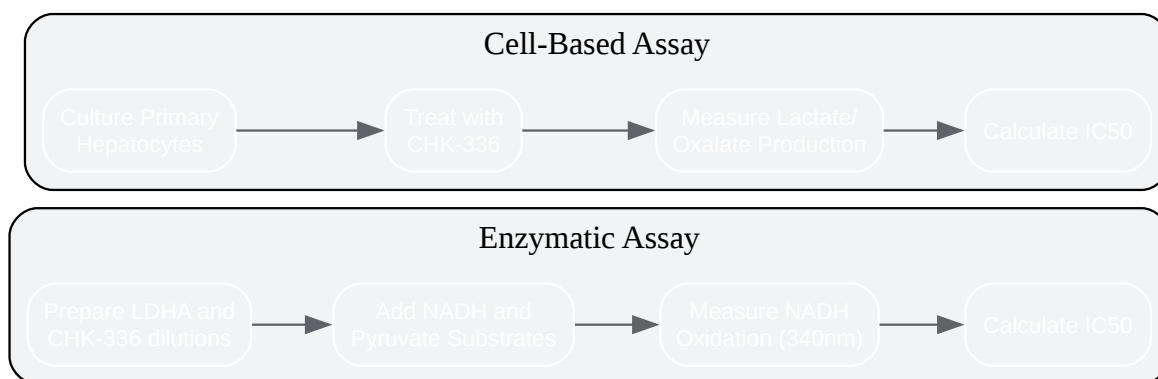 Cell-Based Assay
Culture Primary
Hepatocytes
Treat with
CHK-336
Measure Lactate/
Oxalate Production
Calculate IC50
Enzymatic Assay
Prepare LDHA and
CHK-336 dilutions
Add NADH and
Pyruvate Substrates
Measure NADH
Oxidation (340nm)
Calculate IC50